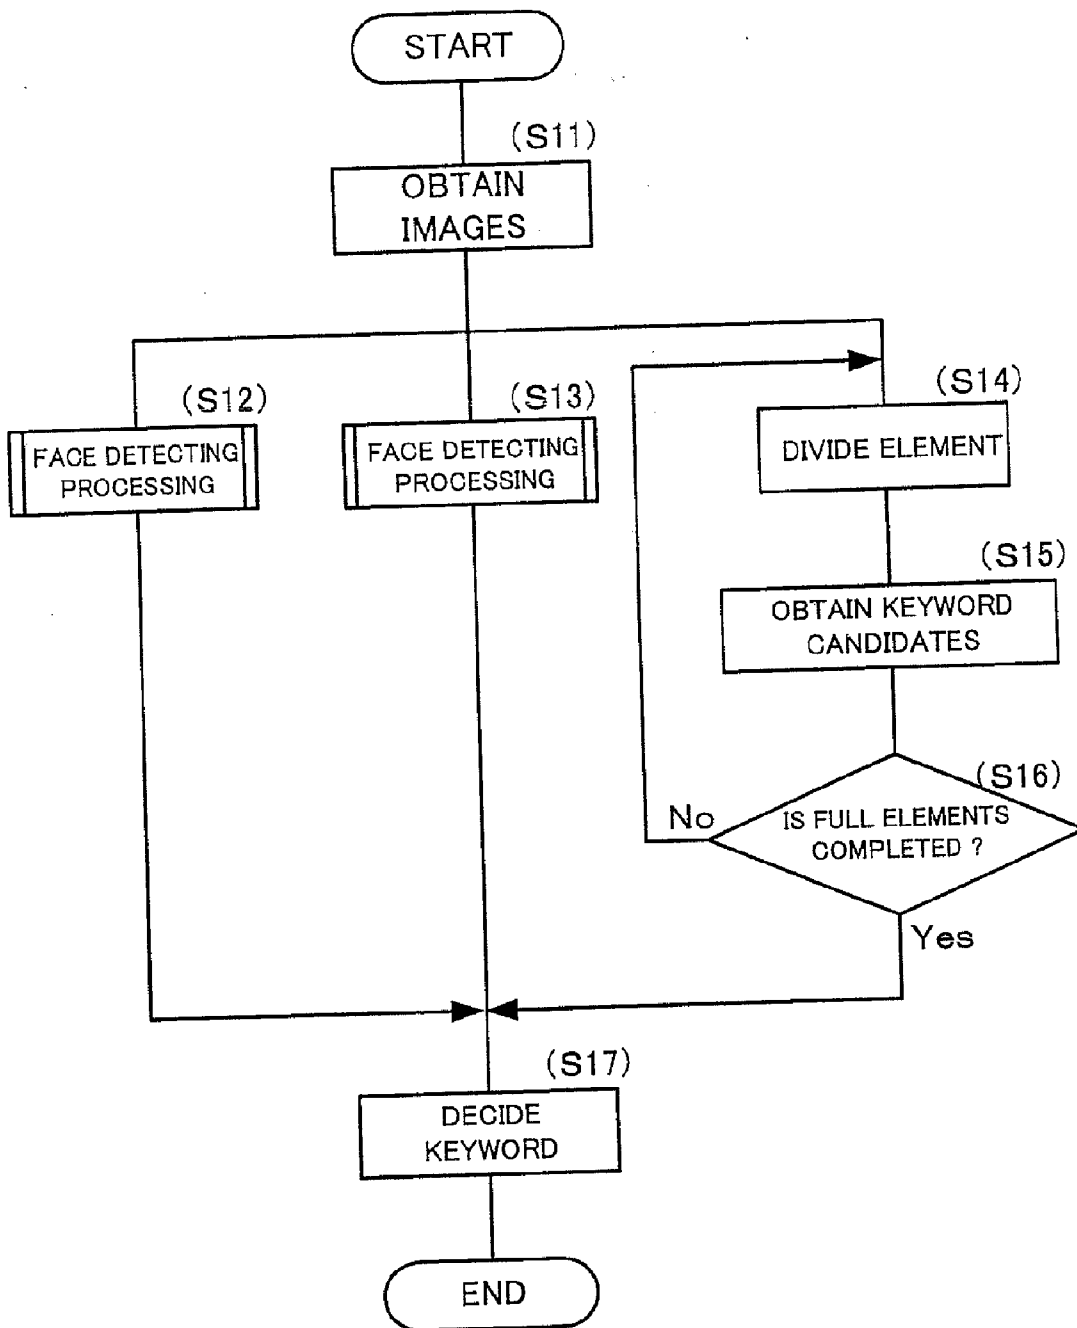 START
(S11)
OBTAIN
IMAGES
(S12)
FACE DETECTING
PROCESSING
(S13)
FACE DETECTING
PROCESSING
(S14)
DIVIDE ELEMENT
(S15)
OBTAIN KEYWORD
CANDIDATES
(S16)
IS FULL ELEMENTS
COMPLETED ?
No
Yes
(S17)
DECIDE
KEYWORD
END